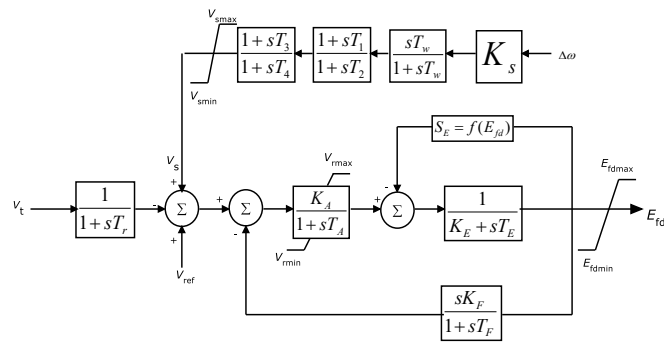 V_smax
(1 + sT_3)/(1 + sT_4)
(1 + sT_1)/(1 + sT_2)
sT_w/(1 + sT_w)
K_s
Δω
V_smin
S_E = f(E_fd)
V_s
+
V_rmax
-
E_fdmax
V_t
1/(1 + sT_r)
-
Σ
+
Σ
K_A/(1 + sT_A)
+
Σ
1/(K_E + sT_E)
E_fd
+
-
V_rmin
E_fdmin
V_ref
sK_F/(1 + sT_F)